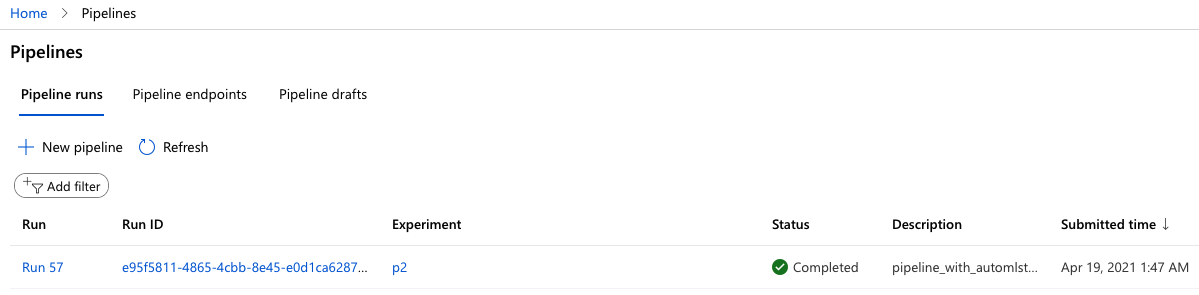 Home > Pipelines
Pipelines
Pipeline runs Pipeline endpoints Pipeline drafts
New pipeline Refresh
Add filter
Run Run ID Experiment Status Description Submitted time ↓
Run 57 e95f5811-4865-4cbb-8e45-e0d1ca6287... p2 Completed pipeline_with_automlst... Apr 19, 2021 1:47 AM